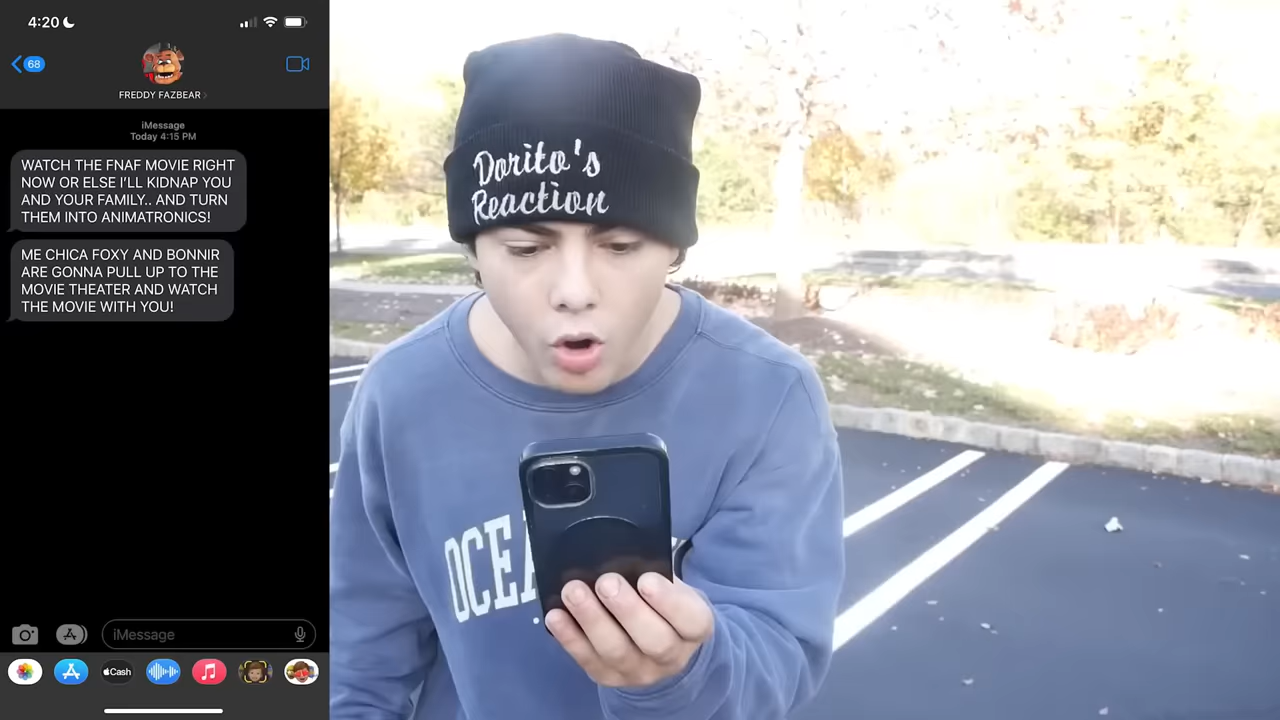 4:20
68
FREDDY FAZBEAR
iMessage
Today 4:15 PM
WATCH THE FNAF MOVIE RIGHT
NOW OR ELSE I'LL KIDNAP YOU
AND YOUR FAMILY.. AND TURN
THEM INTO ANIMATRONICS!
ME CHICA FOXY AND BONNIR
ARE GONNA PULL UP TO THE
MOVIE THEATER AND WATCH
THE MOVIE WITH YOU!
iMessage
Cash
Dorito's
Reaction
OCEA